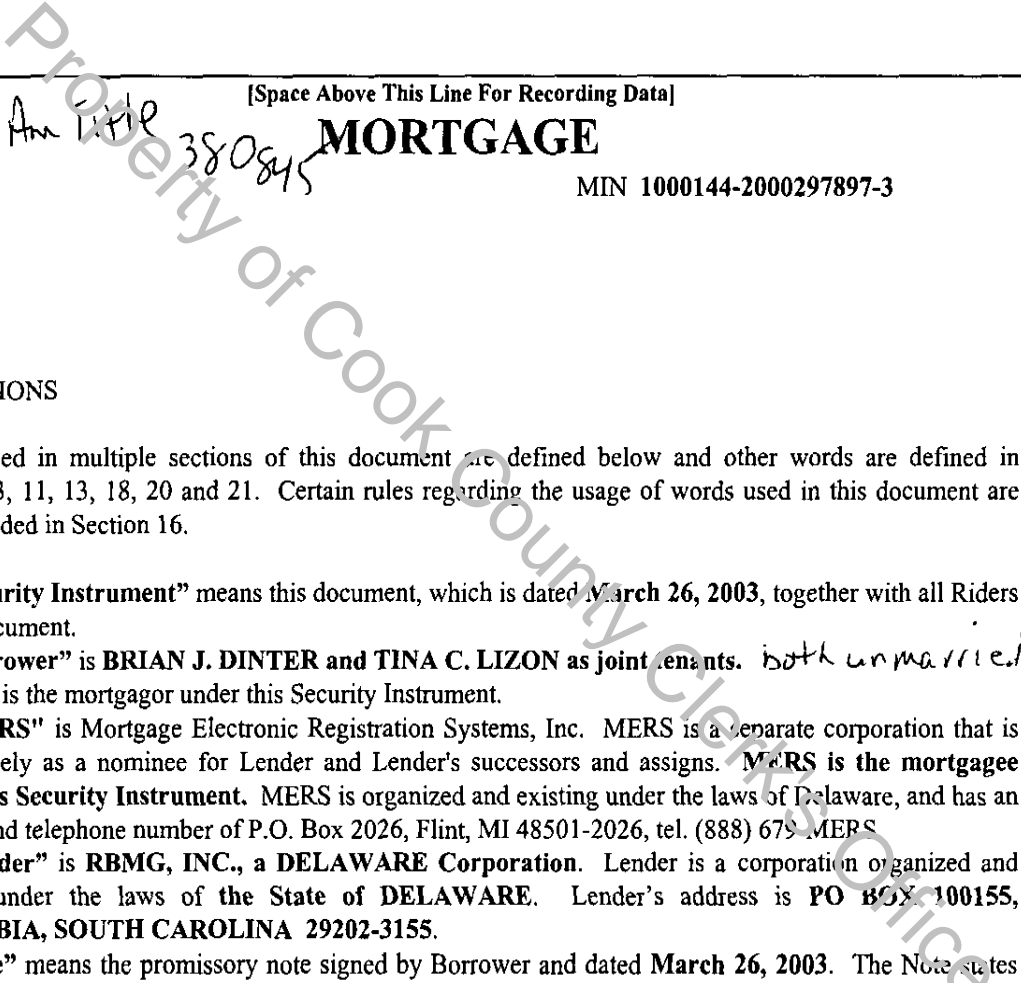 [Space Above This Line For Recording Data]
Am Title 380845
MORTGAGE
MIN 1000144-2000297897-3
Property of Cook County Clerk's Office
IONS
ed in multiple sections of this document are defined below and other words are defined in
3, 11, 13, 18, 20 and 21. Certain rules regarding the usage of words used in this document are
ded in Section 16.
urity Instrument” means this document, which is dated March 26, 2003, together with all Riders
cument.
rower” is BRIAN J. DINTER and TINA C. LIZON as joint tenants. both unmarried
is the mortgagor under this Security Instrument.
RS" is Mortgage Electronic Registration Systems, Inc. MERS is a separate corporation that is
ely as a nominee for Lender and Lender's successors and assigns. MERS is the mortgagee
s Security Instrument. MERS is organized and existing under the laws of Delaware, and has an
nd telephone number of P.O. Box 2026, Flint, MI 48501-2026, tel. (888) 679-MERS
der” is RBMG, INC., a DELAWARE Corporation. Lender is a corporation organized and
under the laws of the State of DELAWARE. Lender’s address is PO BOX 100155,
BIA, SOUTH CAROLINA 29202-3155.
e” means the promissory note signed by Borrower and dated March 26, 2003. The Note states